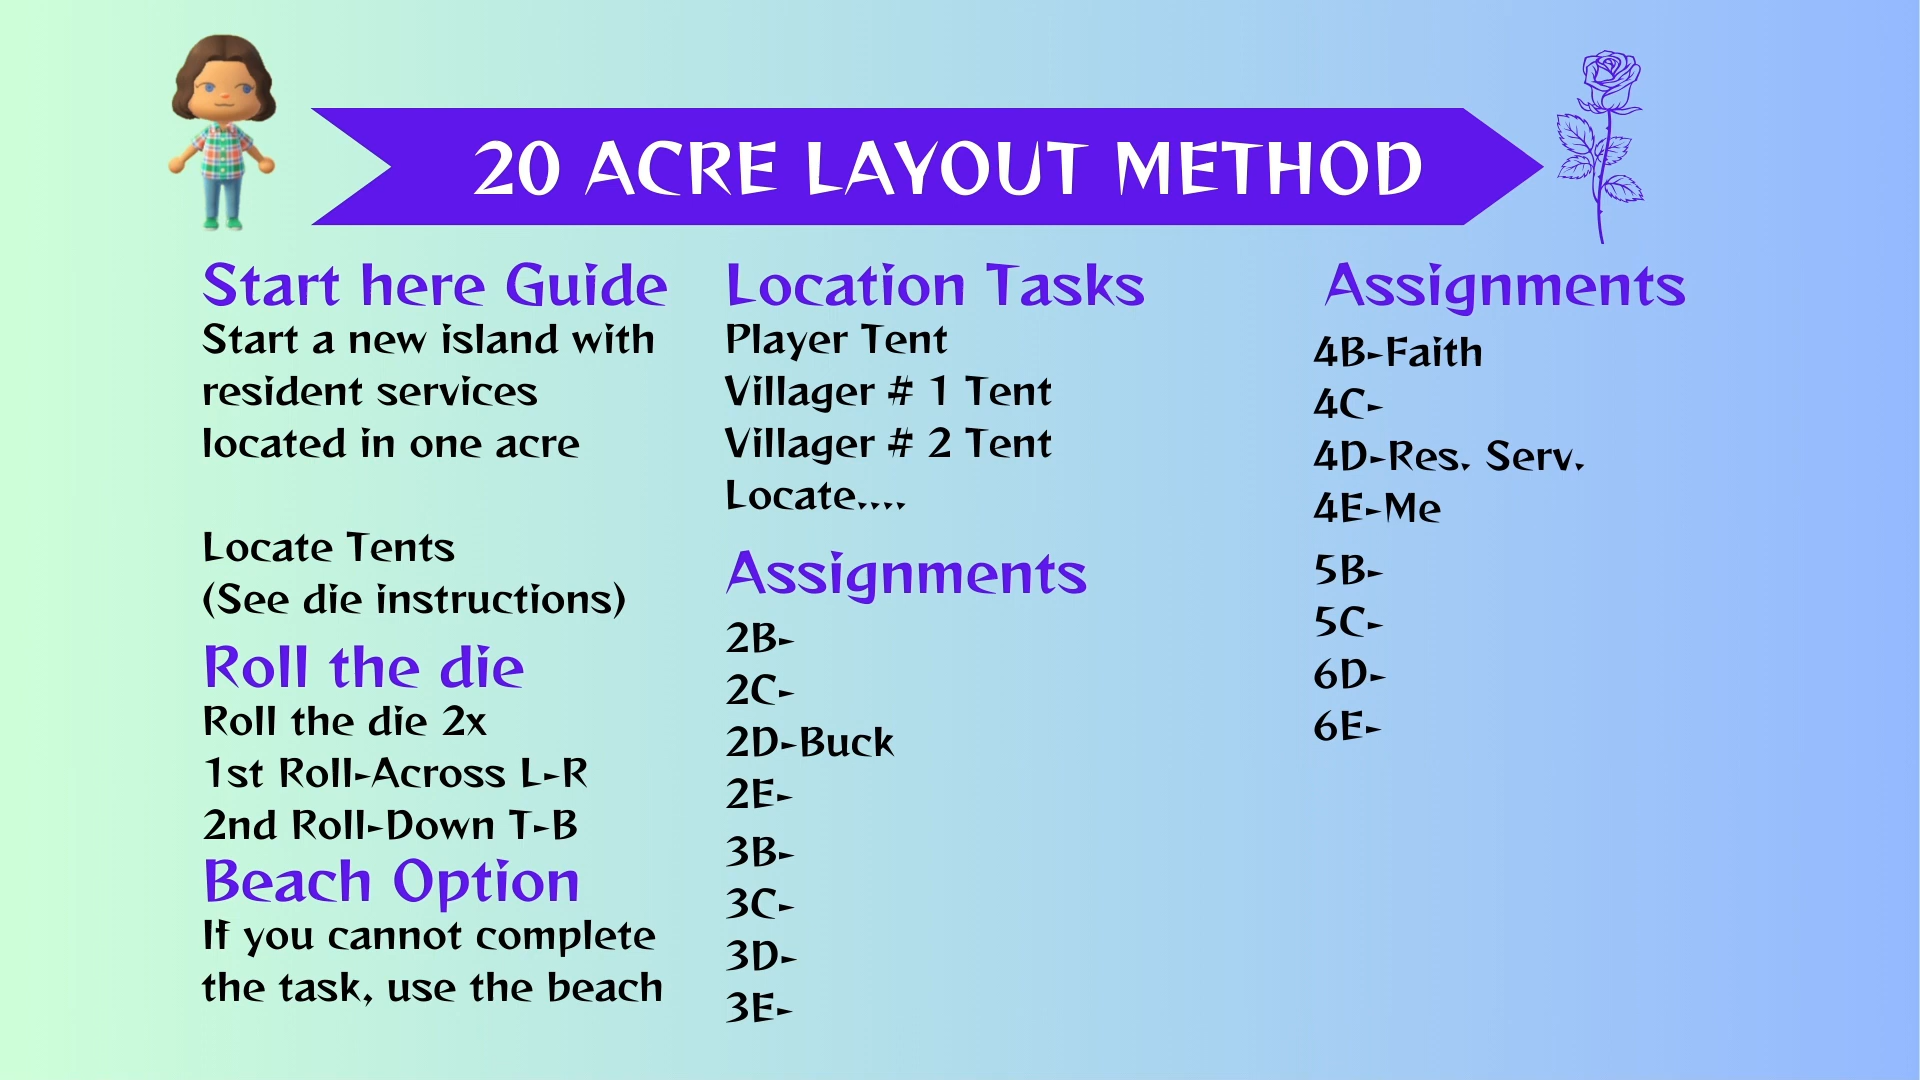 20 ACRE LAYOUT METHOD
Start here Guide
Start a new island with
resident services
located in one acre
Locate Tents
(See die instructions)
Roll the die
Roll the die 2x
1st Roll-Across L-R
2nd Roll-Down T-B
Beach Option
If you cannot complete
the task, use the beach
Location Tasks
Player Tent
Villager # 1 Tent
Villager # 2 Tent
Locate....
Assignments
2B-
2C-
2D-Buck
2E-
3B-
3C-
3D-
3E-
Assignments
4B-Faith
4C-
4D-Res. Serv.
4E-Me
5B-
5C-
6D-
6E-